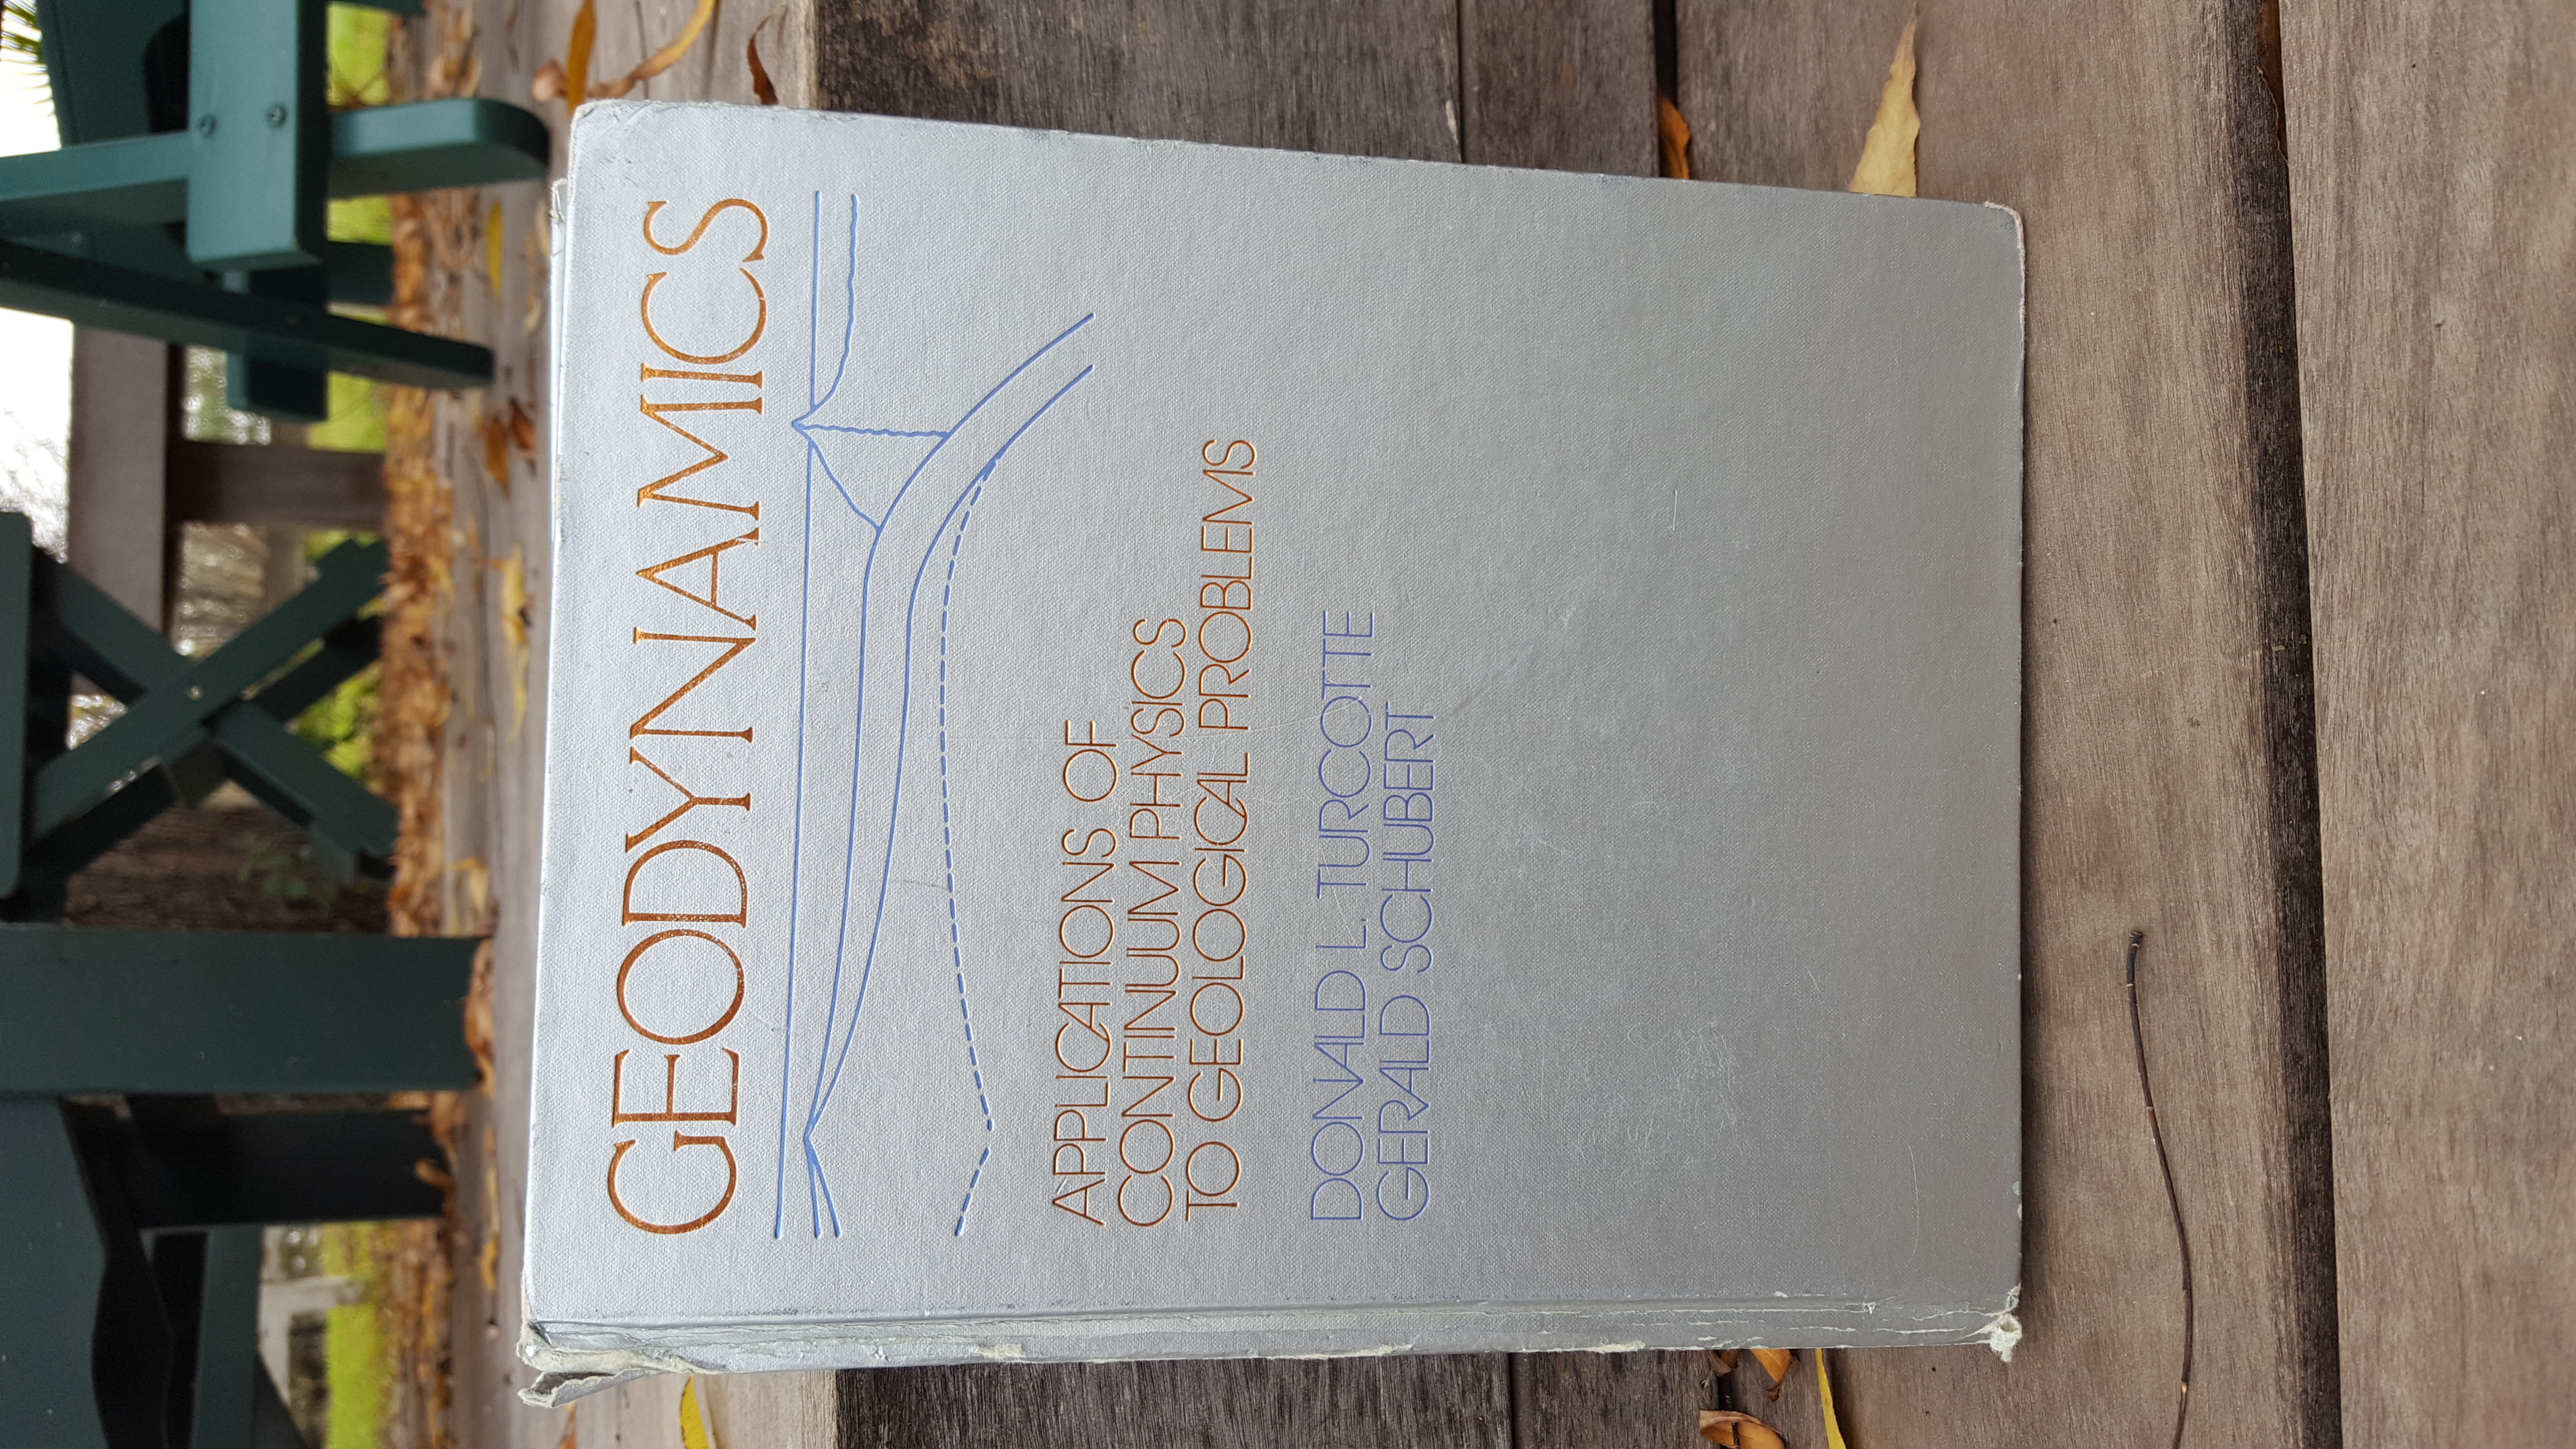 GEODYNAMICS
APPLICATIONS OF
CONTINUUM PHYSICS
TO GEOLOGICAL PROBLEMS
DONALD L. TURCOTTE
GERALD SCHUBERT